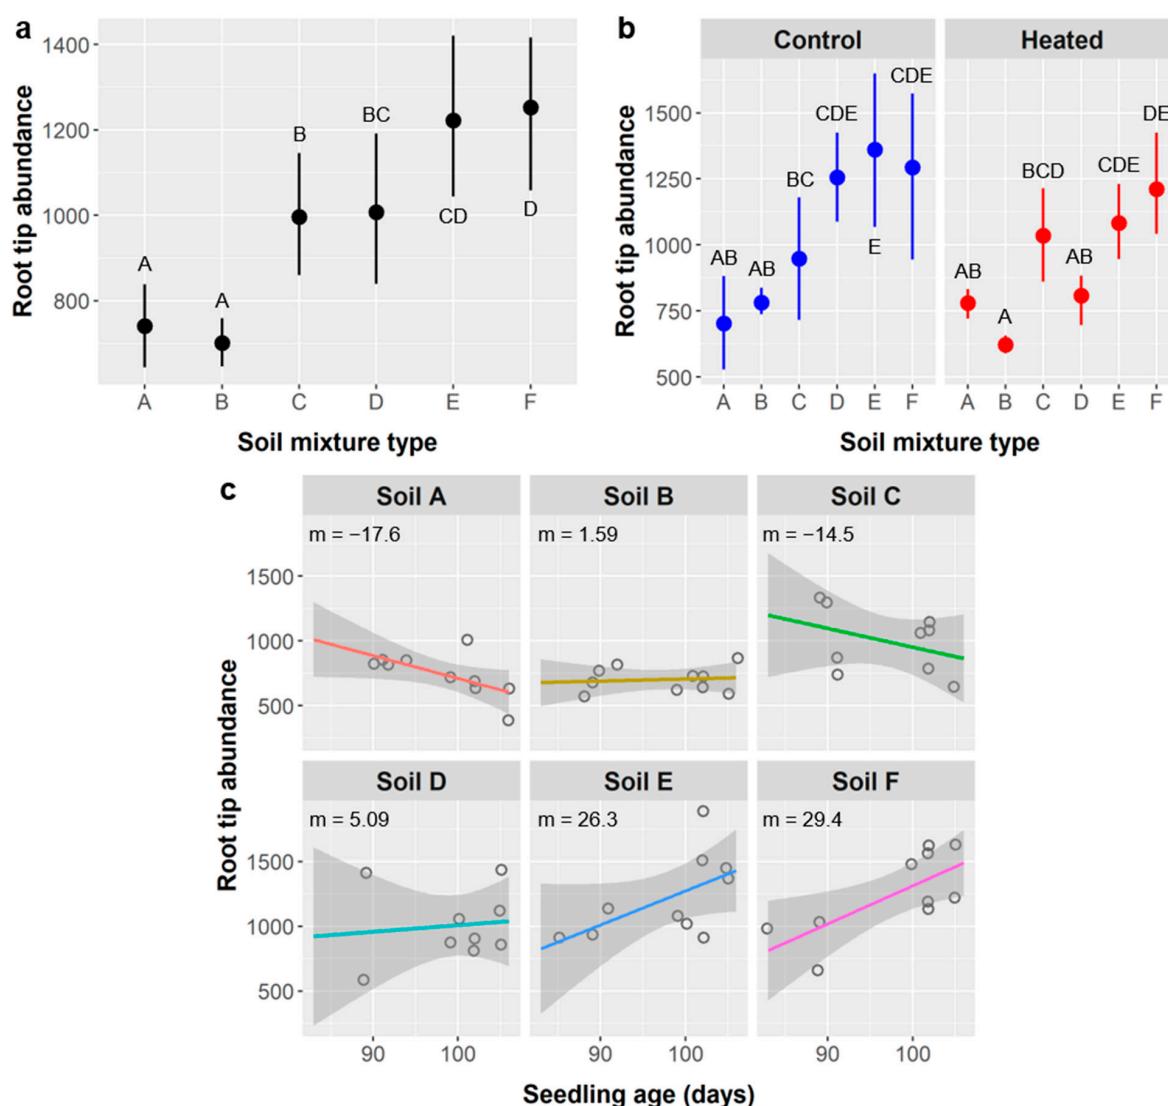 a
Root tip abundance
1400
1200
1000
800
A
A
B
BC
CD
D
A B C D E F
Soil mixture type
b
Control Heated
Root tip abundance
1500
1250
1000
750
500
AB
AB
BC
CDE
E
CDE
AB
A
BCD
AB
CDE
DE
A B C D E F A B C D E F
Soil mixture type
c
Soil A Soil B Soil C
m = −17.6 m = 1.59 m = −14.5
1500
1000
500
Root tip abundance
Soil D Soil E Soil F
m = 5.09 m = 26.3 m = 29.4
1500
1000
500
90 100 90 100 90 100
Seedling age (days)